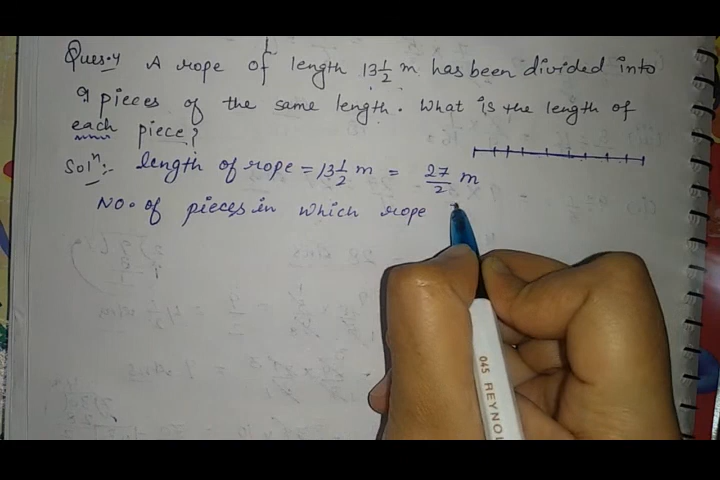 Ques.4 A rope of length 13 1/2 m has been divided into
9 pieces of the same length. What is the length of
each piece?
Solⁿ:- length of rope = 13 1/2 m = 27/2 m
No. of pieces in which rope
045 REYNOL